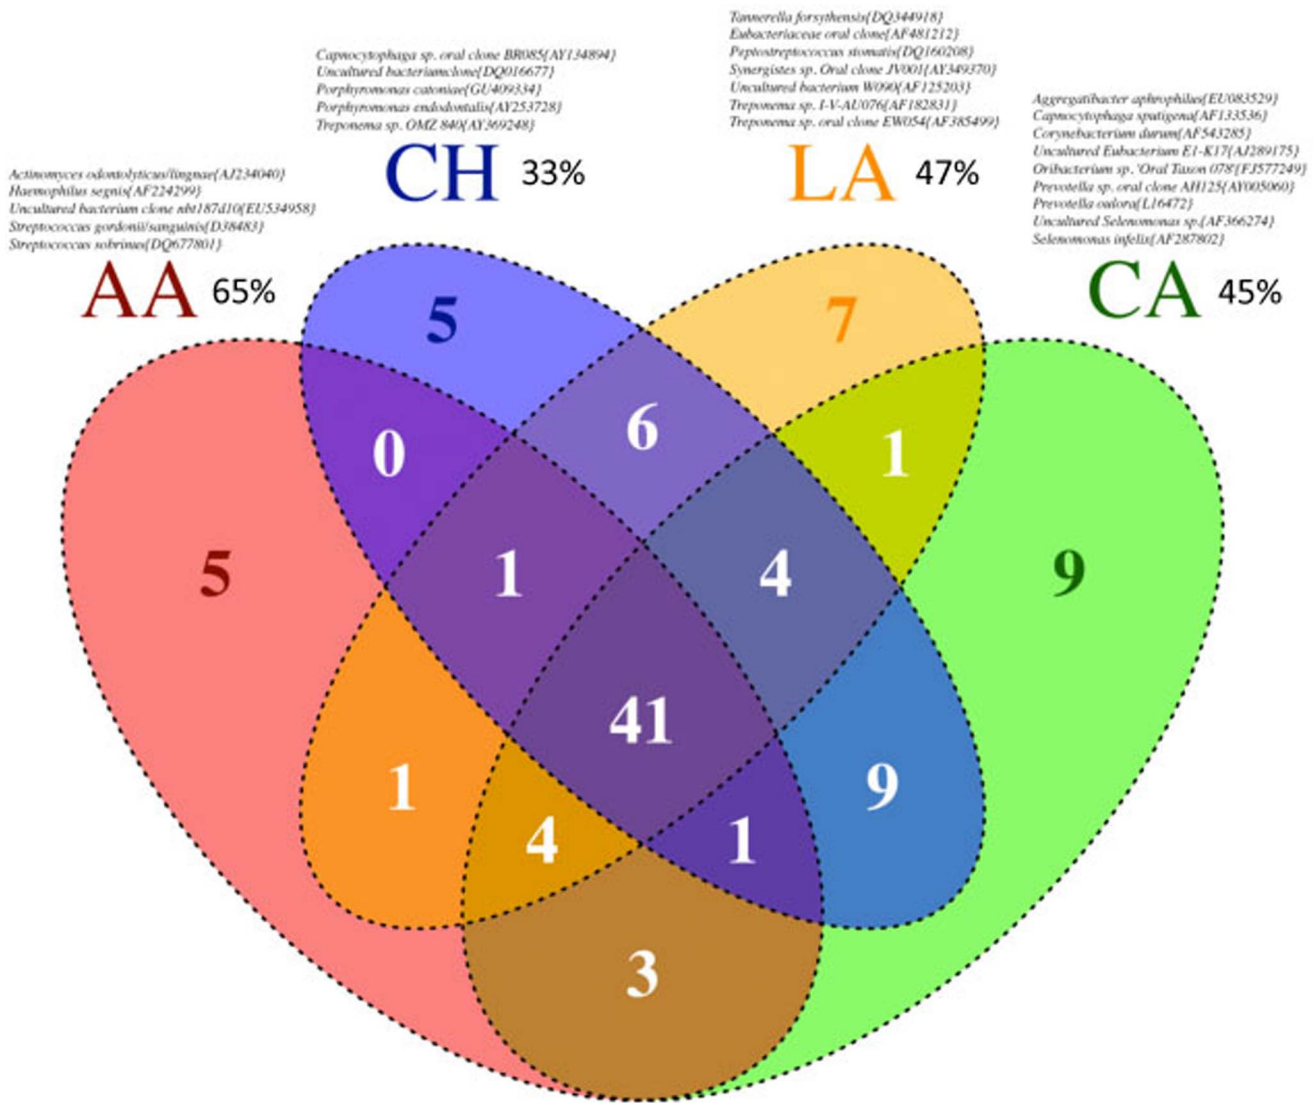 Tannerella forsythensis{DQ344918}
Eubacteriaceae oral clone{AF481212}
Peptostreptococcus stomatis{DQ160208}
Synergistes sp. Oral clone JV001{AY349370}
Uncultured bacterium W090{AF125203}
Treponema sp. I-V-AU076{AF182831}
Treponema sp. oral clone EW054{AF385499}
LA 47%
Capnocytophaga sp. oral clone BR085{AY134894}
Uncultured bacteriumclone{DQ016677}
Porphyromonas catoniae{GU409334}
Porphyromonas endodontalis{AY253728}
Treponema sp. OMZ 840{AY369248}
CH 33%
Aggregatibacter aphrophilus{EU083529}
Capnocytophaga sputigena{AF133536}
Corynebacterium durum{AF543285}
Uncultured Eubacterium E1-K17{AJ289175}
Oribacterium sp. 'Oral Taxon 078'{FJ577249}
Prevotella sp. oral clone AH125{AY005060}
Prevotella oulora{L16472}
Uncultured Selenomonas sp.{AF366274}
Selenomonas infelix{AF287802}
CA 45%
Actinomyces odontolyticus/lingnae{AJ234040}
Haemophilus segnis{AF224299}
Uncultured bacterium clone nbt187d10{EU534958}
Streptococcus gordonii/sanguinis{D38483}
Streptococcus sobrinus{DQ677801}
AA 65%
5
7
0
6
1
5
1
4
9
41
1
9
4
1
3